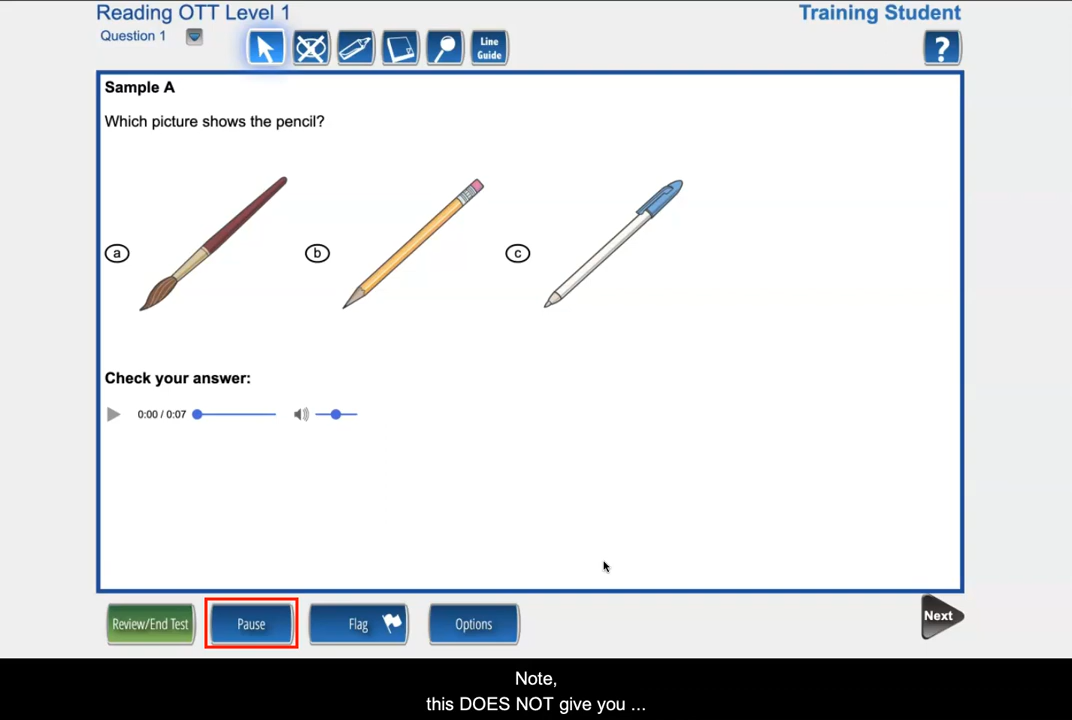 Reading OTT Level 1
Training Student
Question 1
Line
Guide
?
Sample A
Which picture shows the pencil?
a
b
c
Check your answer:
0:00 / 0:07
Review/End Test
Pause
Flag
Options
Next
Note,
this DOES NOT give you ...